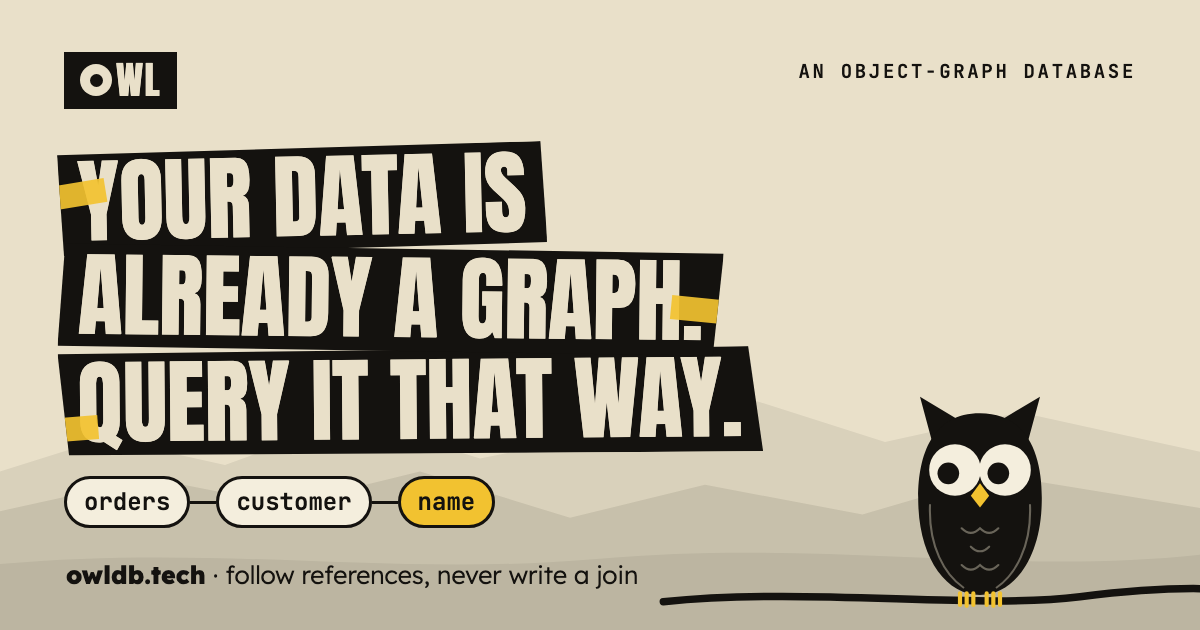 OWL
AN OBJECT-GRAPH DATABASE
YOUR DATA IS
ALREADY A GRAPH.
QUERY IT THAT WAY.
orders customer name
owldb.tech · follow references, never write a join